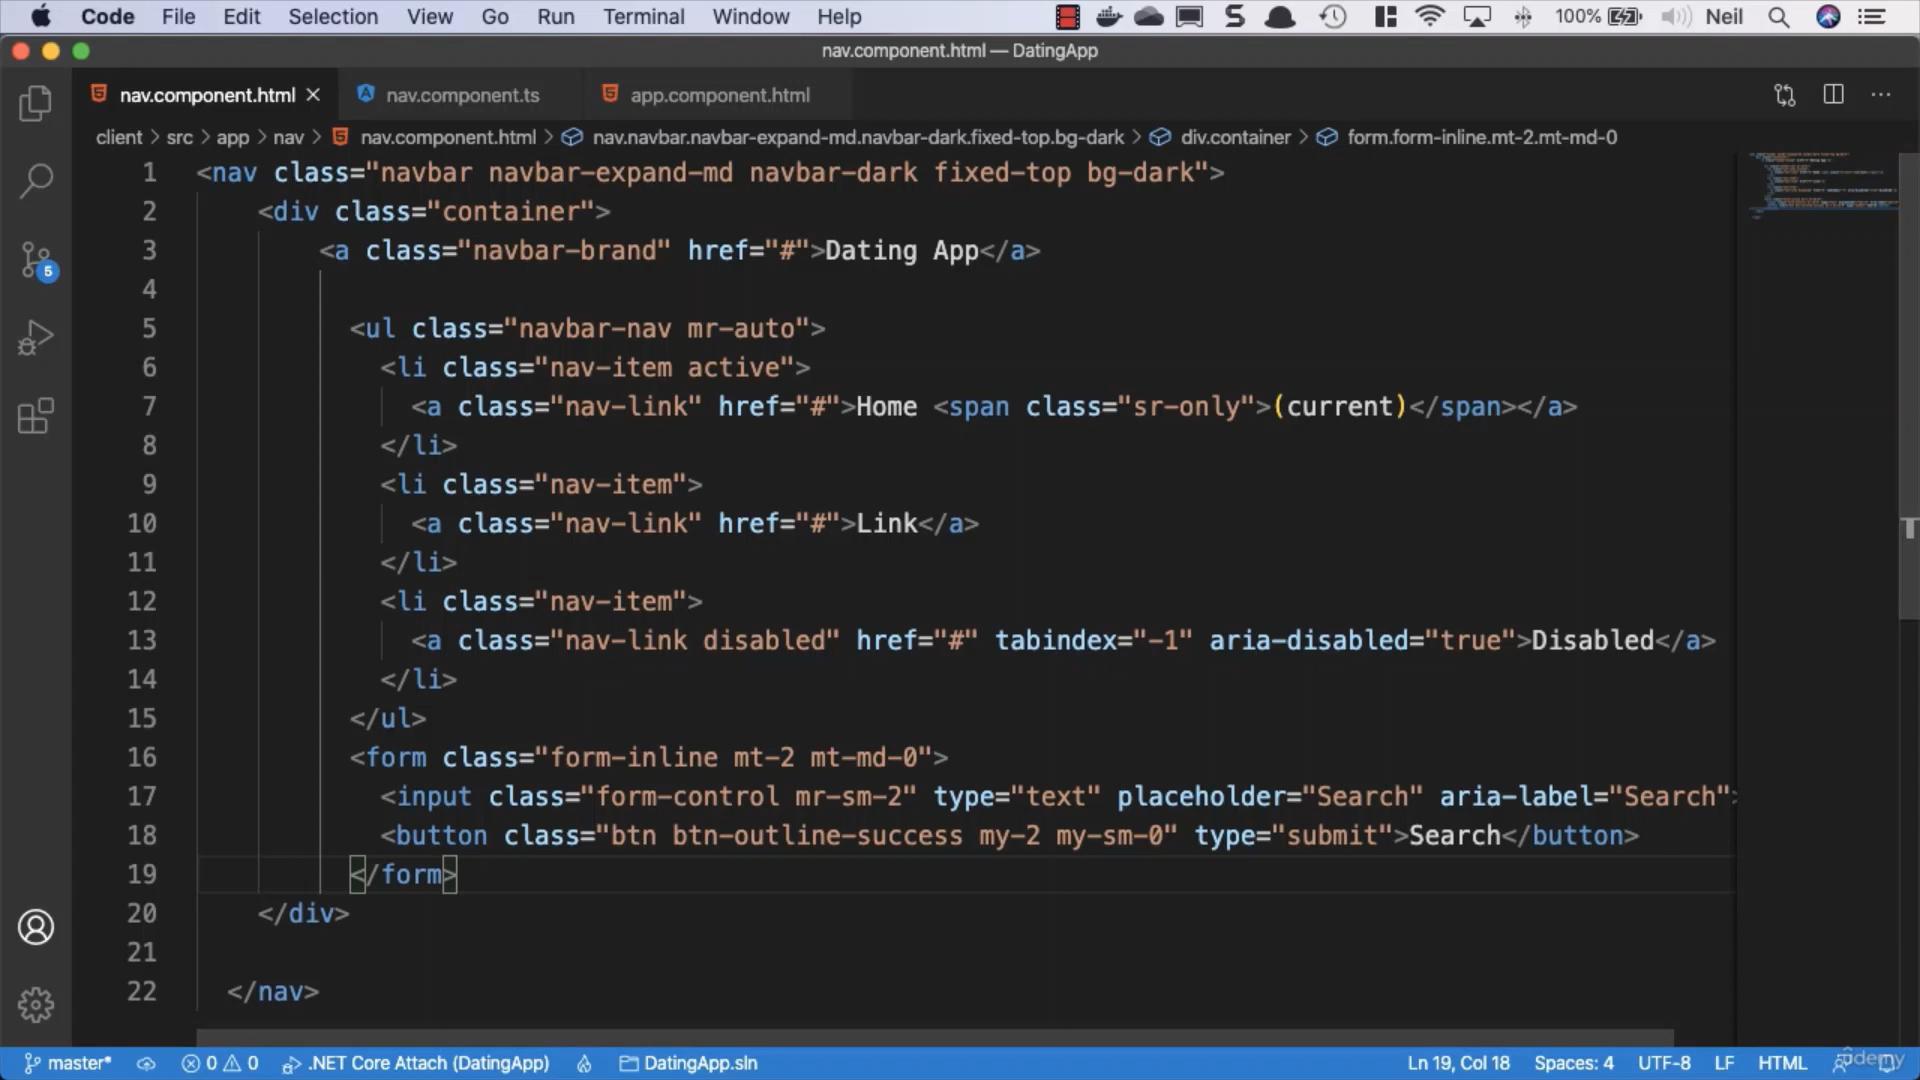 Code File Edit Selection View Go Run Terminal Window Help 100% Neil
nav.component.html — DatingApp
nav.component.html nav.component.ts app.component.html
client > src > app > nav > nav.component.html > nav.navbar.navbar-expand-md.navbar-dark.fixed-top.bg-dark > div.container > form.form-inline.mt-2.mt-md-0
1 <nav class="navbar navbar-expand-md navbar-dark fixed-top bg-dark">
2 <div class="container">
3 <a class="navbar-brand" href="#">Dating App</a>
4
5 <ul class="navbar-nav mr-auto">
6 <li class="nav-item active">
7 <a class="nav-link" href="#">Home <span class="sr-only">(current)</span></a>
8 </li>
9 <li class="nav-item">
10 <a class="nav-link" href="#">Link</a>
11 </li>
12 <li class="nav-item">
13 <a class="nav-link disabled" href="#" tabindex="-1" aria-disabled="true">Disabled</a>
14 </li>
15 </ul>
16 <form class="form-inline mt-2 mt-md-0">
17 <input class="form-control mr-sm-2" type="text" placeholder="Search" aria-label="Search">
18 <button class="btn btn-outline-success my-2 my-sm-0" type="submit">Search</button>
19 </form>
20 </div>
21
22 </nav>
5
master* 0 0 .NET Core Attach (DatingApp) DatingApp.sln Ln 19, Col 18 Spaces: 4 UTF-8 LF HTML
udemy